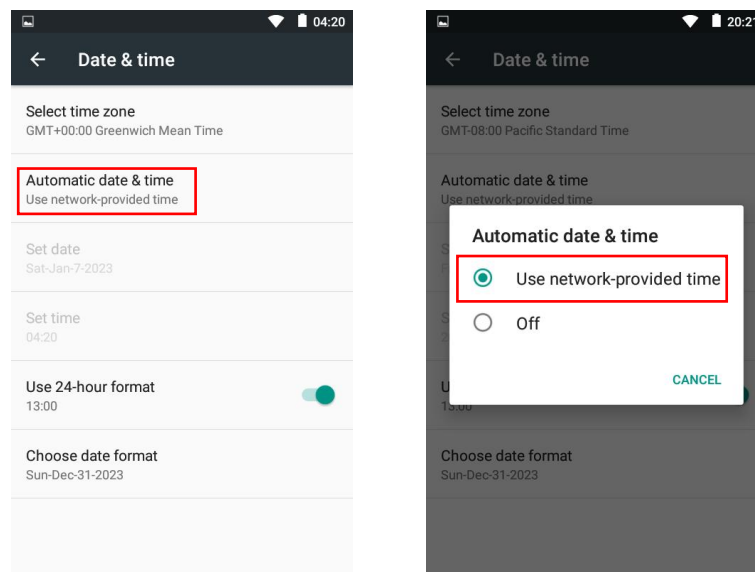 04:20
Date & time
Select time zone
GMT+00:00 Greenwich Mean Time
Automatic date & time
Use network-provided time
Set date
Sat-Jan-7-2023
Set time
04:20
Use 24-hour format
13:00
Choose date format
Sun-Dec-31-2023
20:21
Date & time
Select time zone
GMT-08:00 Pacific Standard Time
Automatic date & time
Use network-provided time
Automatic date & time
Use network-provided time
Off
CANCEL
13:00
Choose date format
Sun-Dec-31-2023